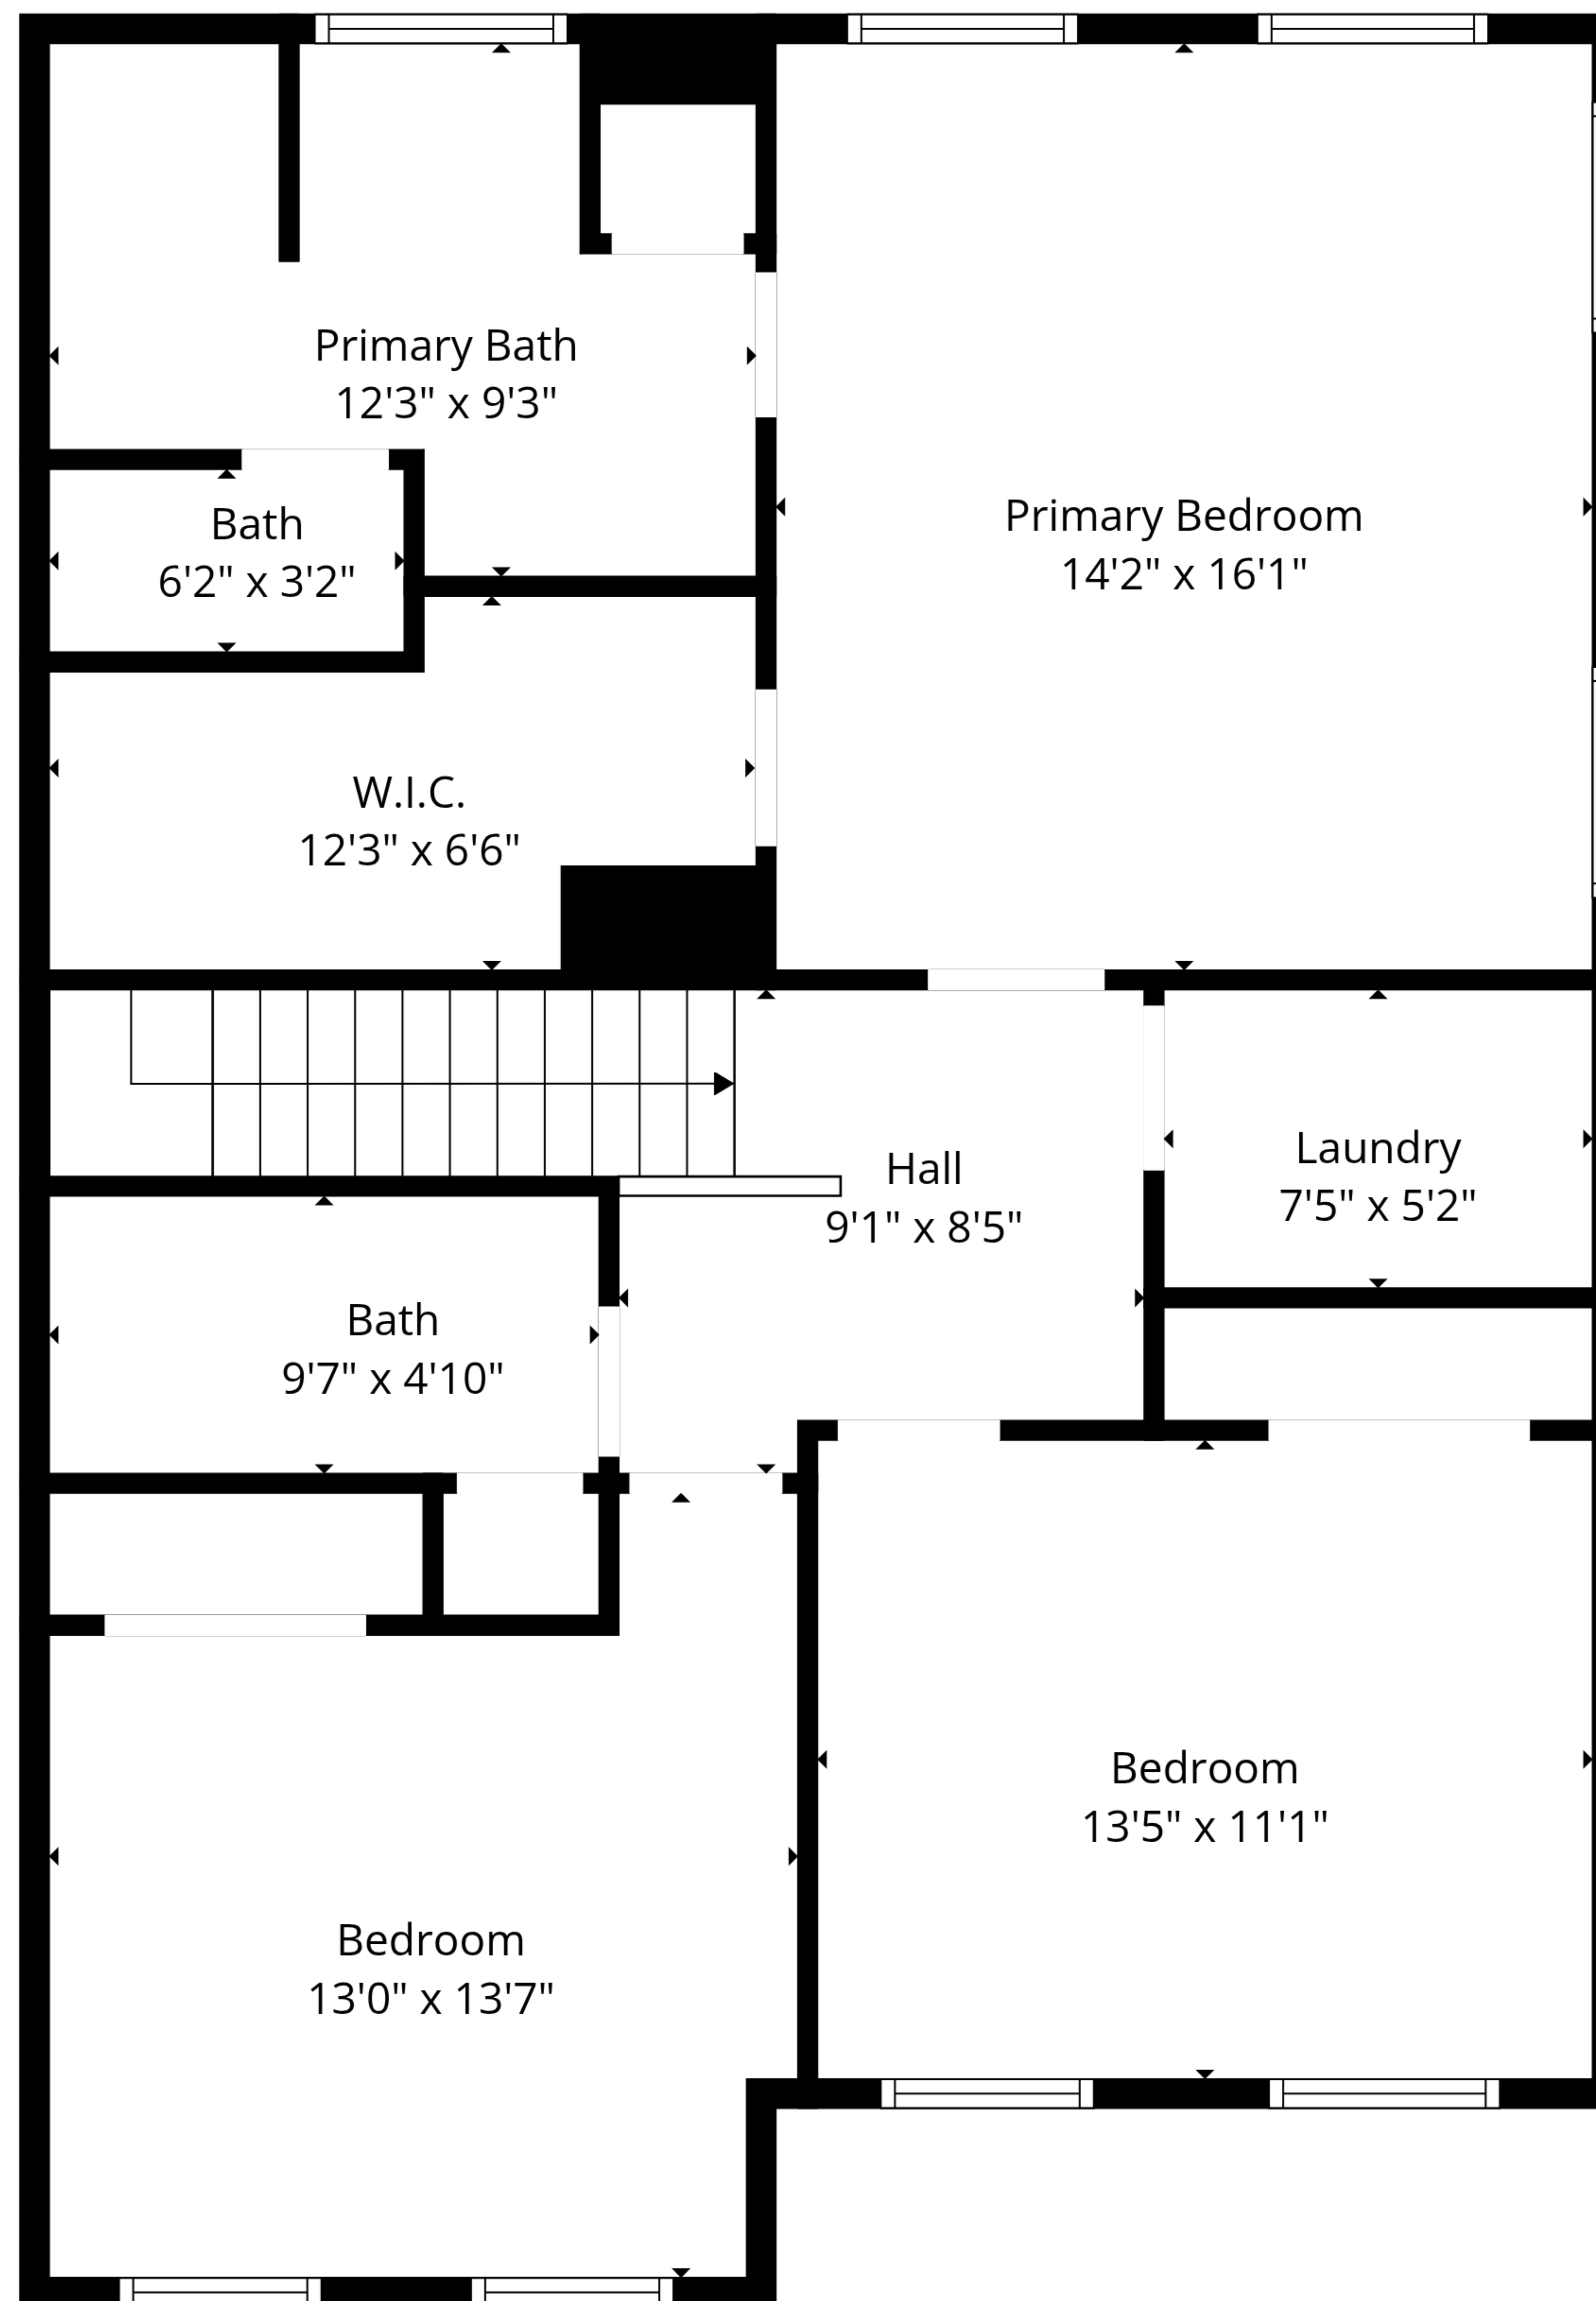 Primary Bath
12'3" x 9'3"
Primary Bedroom
14'2" x 16'1"
Bath
6'2" x 3'2"
W.I.C.
12'3" x 6'6"
Hall
9'1" x 8'5"
Laundry
7'5" x 5'2"
Bath
9'7" x 4'10"
Bedroom
13'5" x 11'1"
Bedroom
13'0" x 13'7"